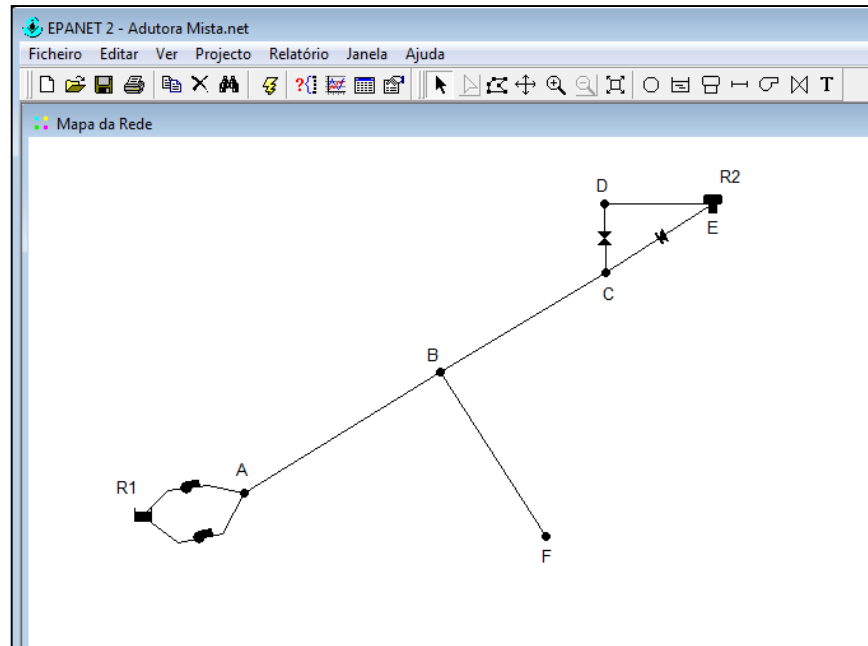 EPANET 2 - Adutora Mista.net
Ficheiro Editar Ver Projecto Relatório Janela Ajuda
?{} T
Mapa da Rede
D R2
E
C
B
A
R1
F